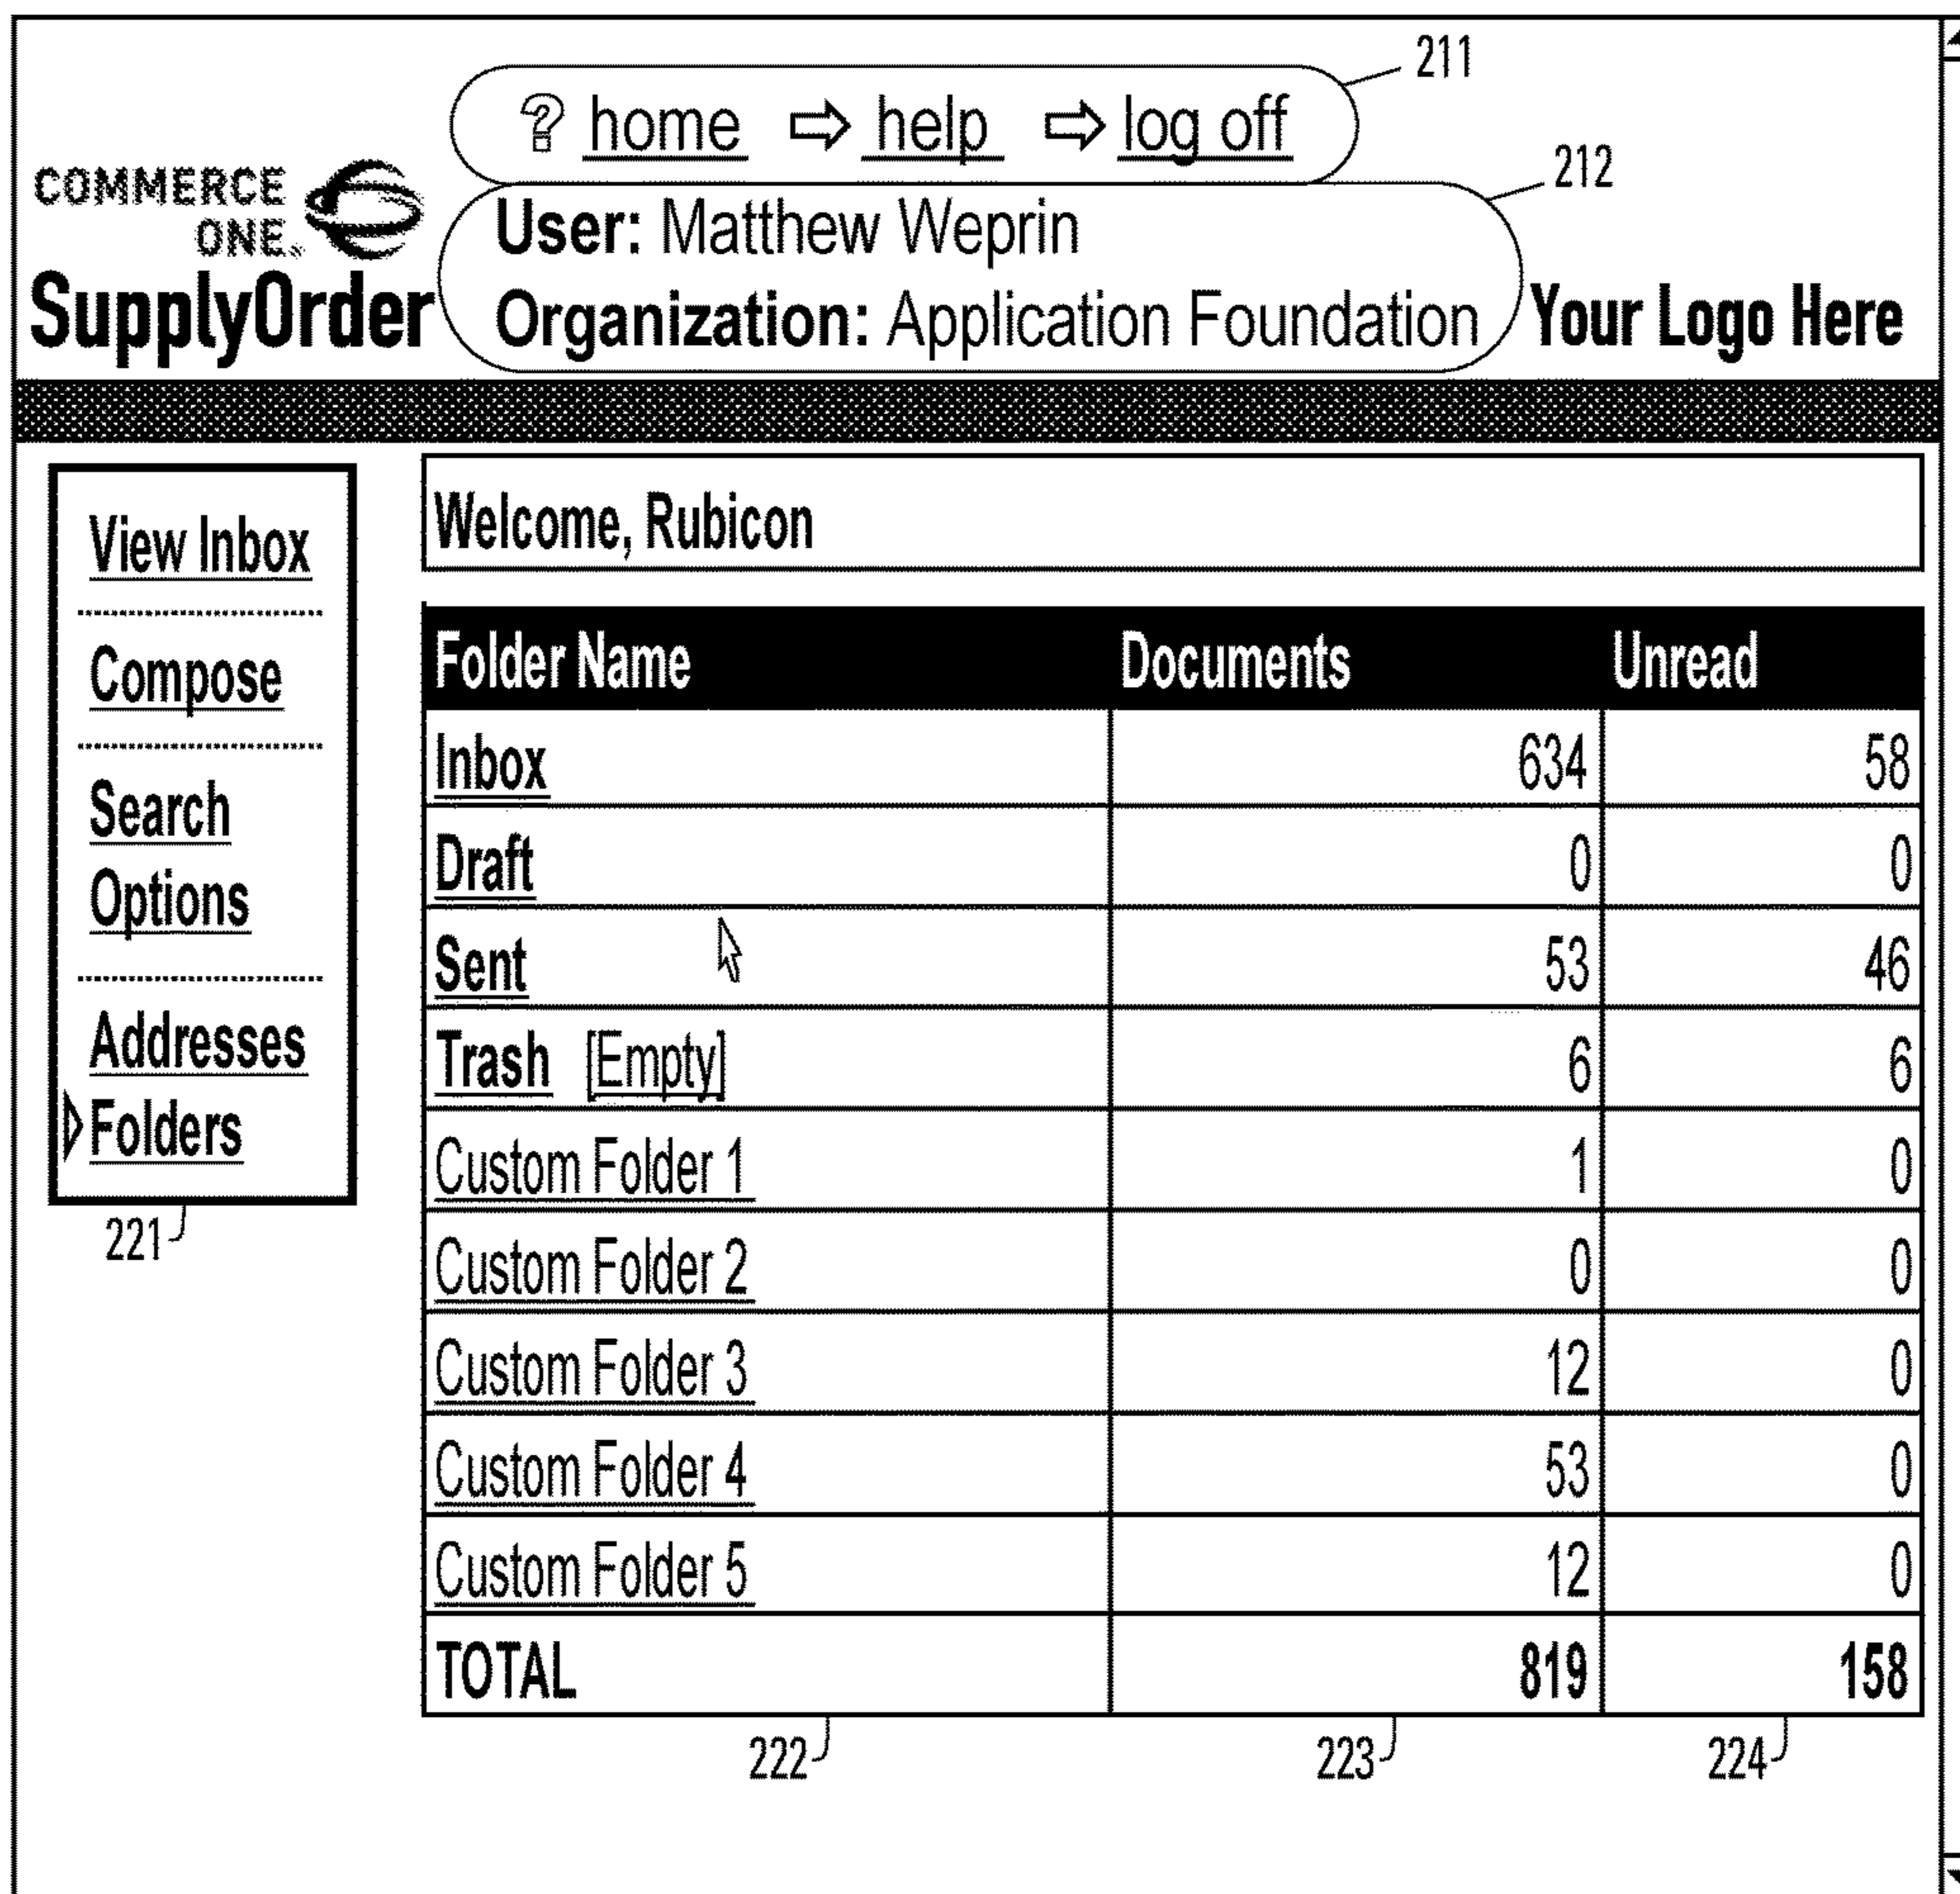 211
? home ⇨ help ⇨ log off
212
COMMERCE
ONE.
SupplyOrder
User: Matthew Weprin
Organization: Application Foundation
Your Logo Here
View Inbox
Compose
Search
Options
Addresses
Folders
221
Welcome, Rubicon
Folder Name Documents Unread
Inbox 634 58
Draft 0 0
Sent 53 46
Trash [Empty] 6 6
Custom Folder 1 1 0
Custom Folder 2 0 0
Custom Folder 3 12 0
Custom Folder 4 53 0
Custom Folder 5 12 0
TOTAL 819 158
222 223 224